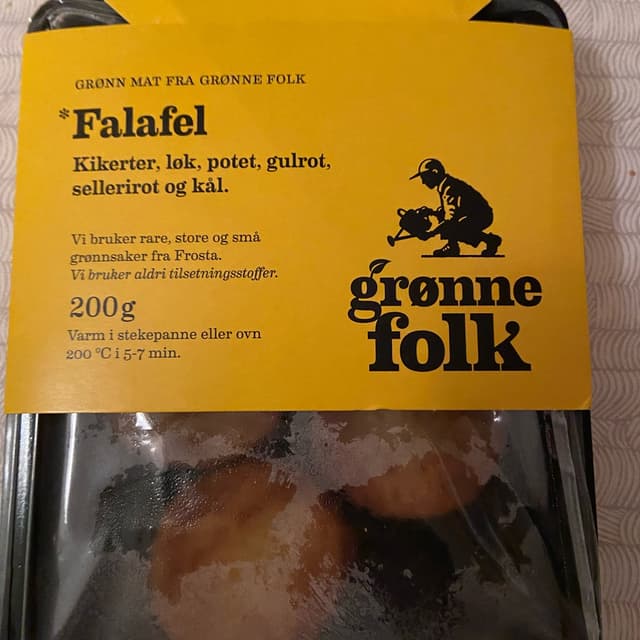 GRØNN MAT FRA GRØNNE FOLK
*Falafel
Kikerter, løk, potet, gulrot,
sellerirot og kål.
Vi bruker rare, store og små
grønnsaker fra Frosta.
Vi bruker aldri tilsetningsstoffer.
200g
Varm i stekepanne eller ovn
200 °C i 5-7 min.
grønne
folk